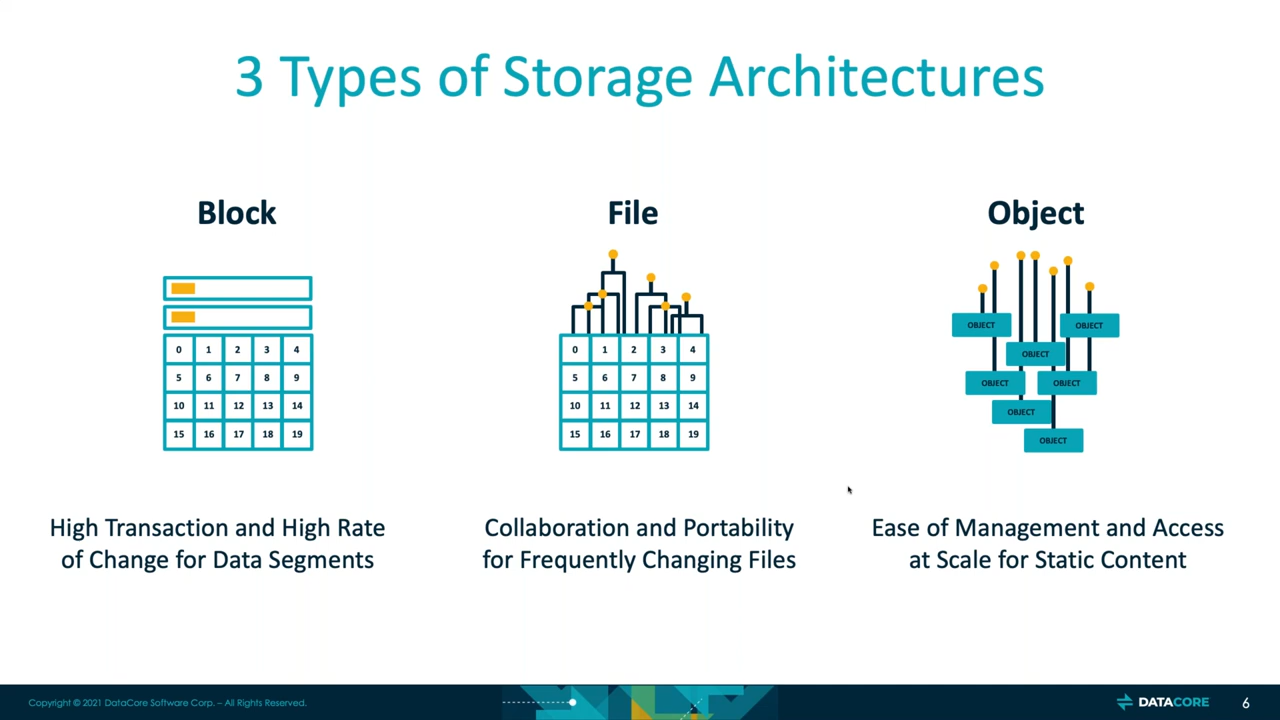 3 Types of Storage Architectures
Block
0 1 2 3 4
5 6 7 8 9
10 11 12 13 14
15 16 17 18 19
High Transaction and High Rate
of Change for Data Segments
File
0 1 2 3 4
5 6 7 8 9
10 11 12 13 14
15 16 17 18 19
Collaboration and Portability
for Frequently Changing Files
Object
OBJECT OBJECT
OBJECT
OBJECT OBJECT
OBJECT
OBJECT
Ease of Management and Access
at Scale for Static Content
Copyright © 2021 DataCore Software Corp. – All Rights Reserved.
DATACORE
6